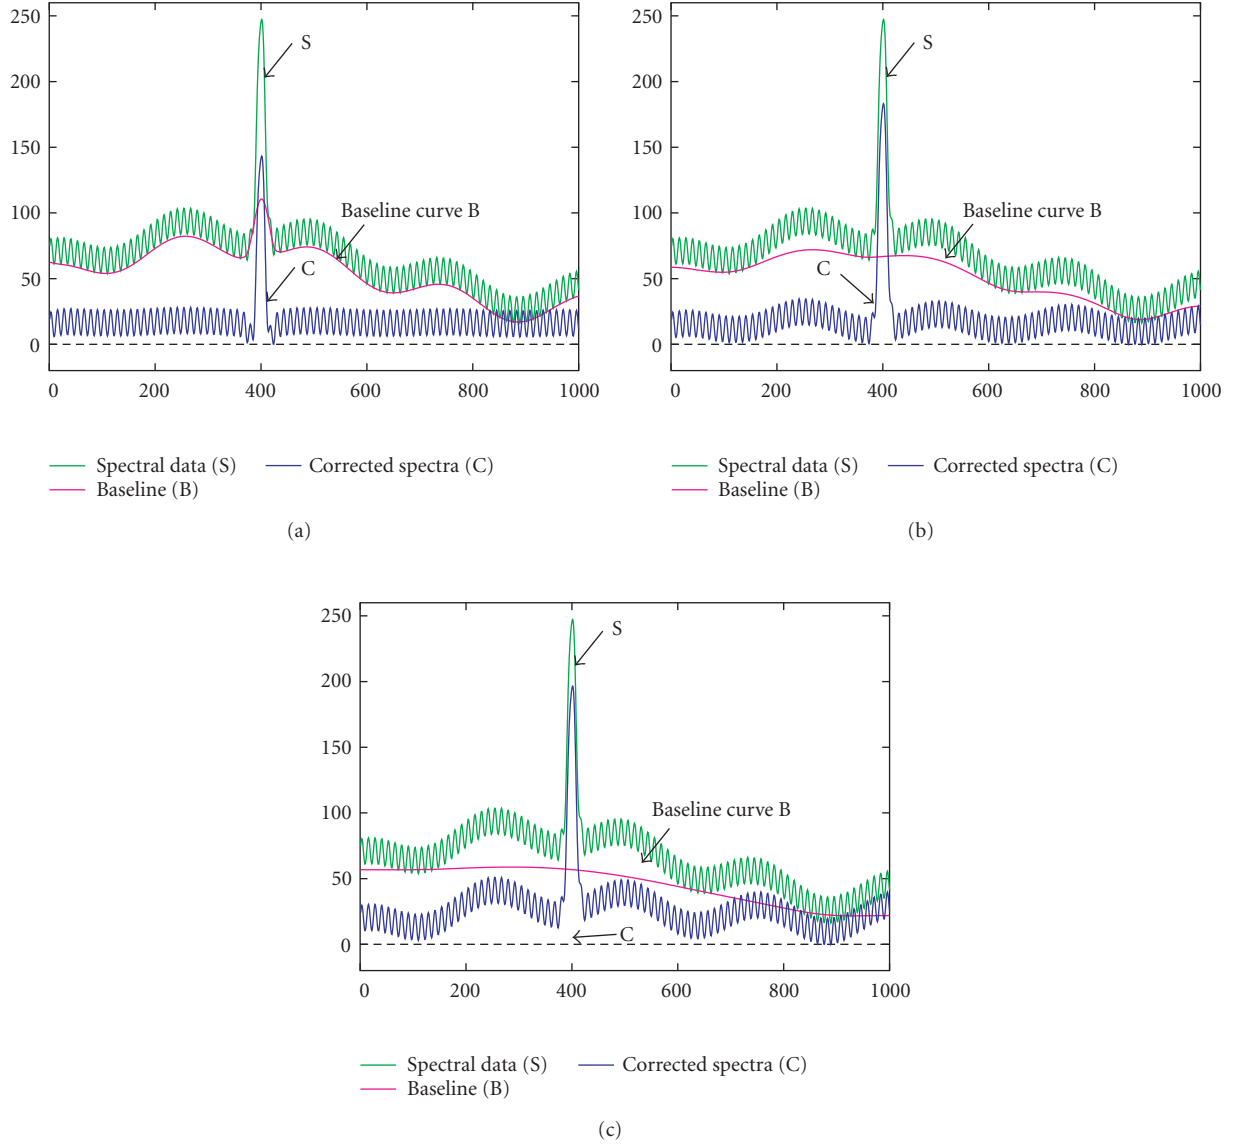 250
200
150
100
50
0
0 200 400 600 800 1000
S
Baseline curve B
C
Spectral data (S) Corrected spectra (C)
Baseline (B)
(a)
250
200
150
100
50
0
0 200 400 600 800 1000
S
Baseline curve B
C
Spectral data (S) Corrected spectra (C)
Baseline (B)
(b)
250
200
150
100
50
0
0 200 400 600 800 1000
S
Baseline curve B
C
Spectral data (S) Corrected spectra (C)
Baseline (B)
(c)